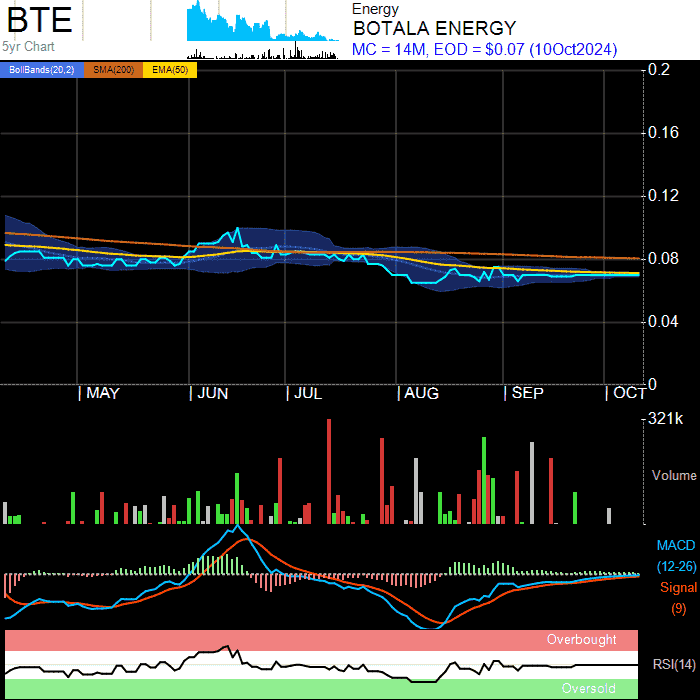 BTE
5yr Chart
Energy
BOTALA ENERGY
MC = 14M, EOD = $0.07 (10Oct2024)
BollBands(20,2) SMA(200) EMA(50)
0.2
0.16
0.12
0.08
0.04
0
| MAY | JUN | JUL | AUG | SEP | OCT
321k
Volume
MACD
(12-26)
Signal
(9)
Overbought
RSI(14)
Oversold